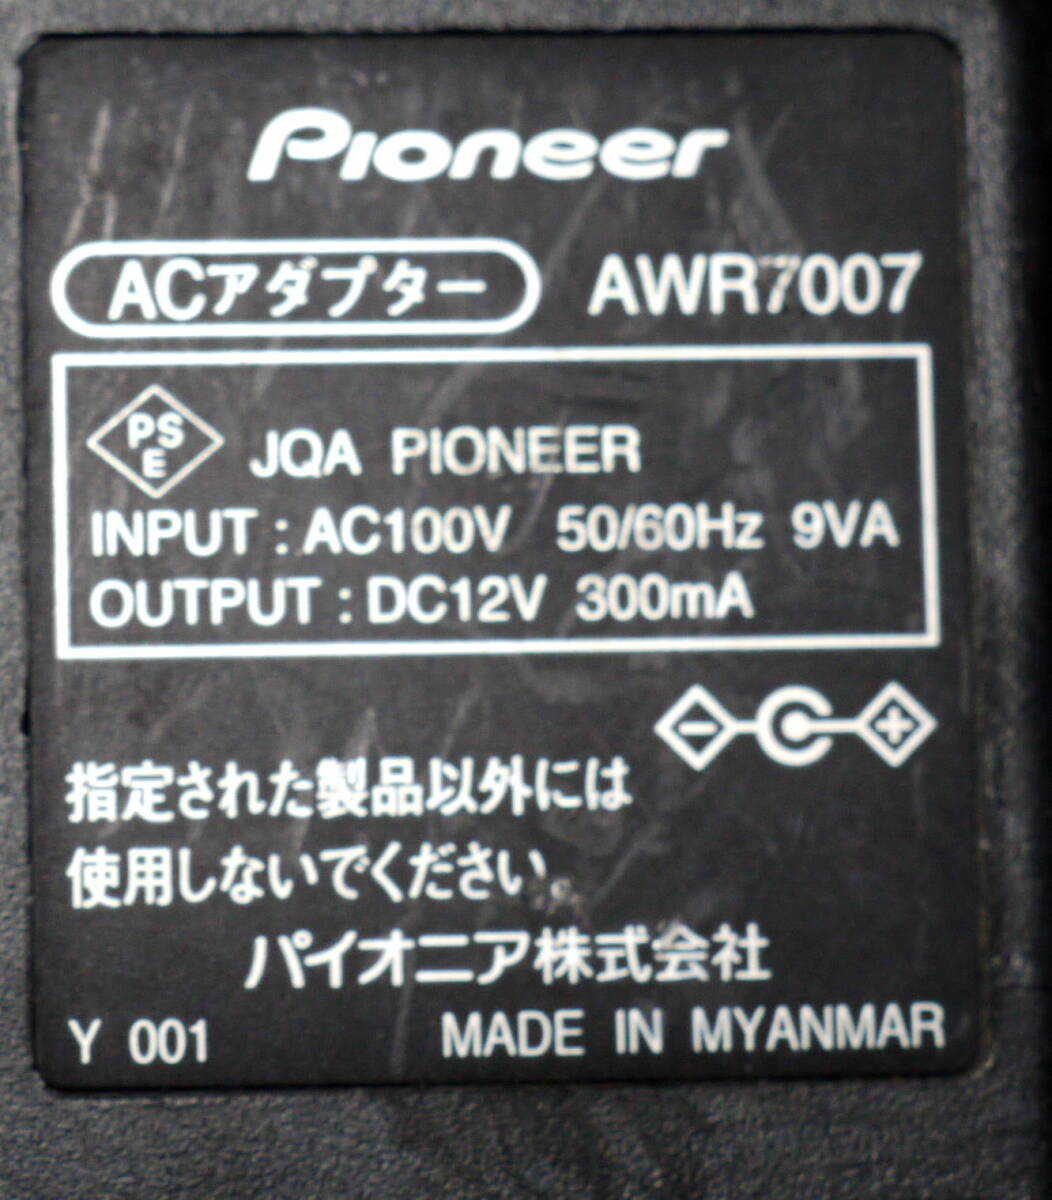 Pioneer
ACアダプター AWR7007
PSE JQA PIONEER
INPUT : AC100V 50/60Hz 9VA
OUTPUT : DC12V 300mA
- +
指定された製品以外には
使用しないでください。
パイオニア株式会社
Y 001 MADE IN MYANMAR